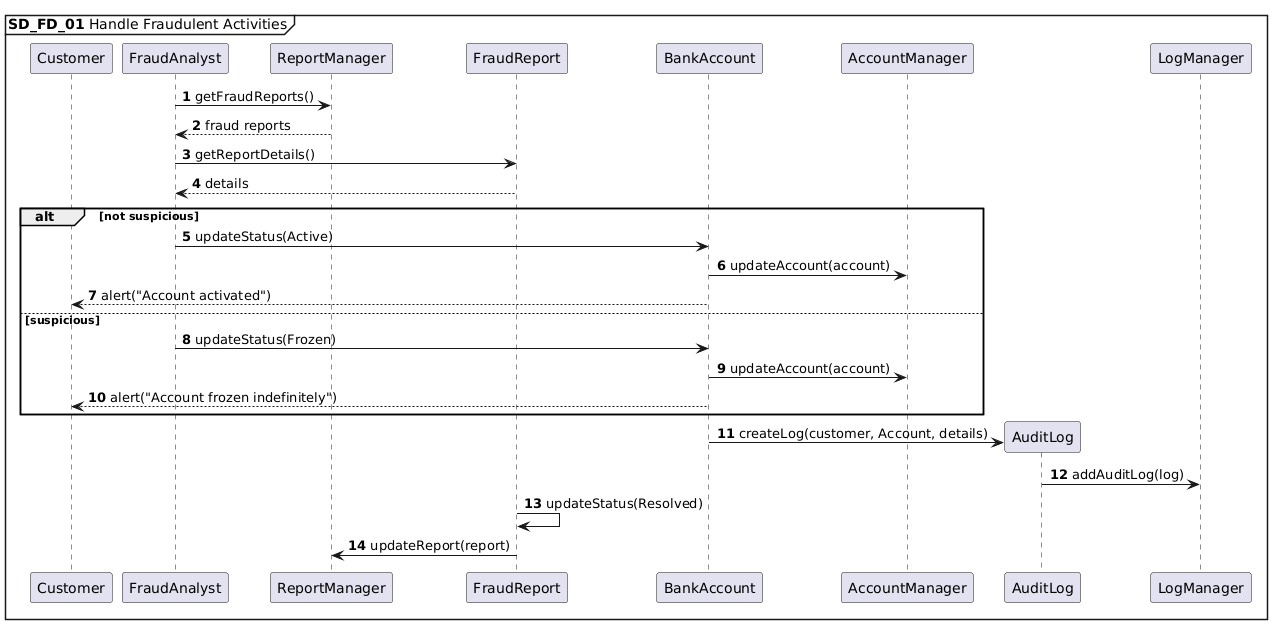 SD_FD_01 Handle Fraudulent Activities
Customer FraudAnalyst ReportManager FraudReport BankAccount AccountManager LogManager
1 getFraudReports()
2 fraud reports
3 getReportDetails()
4 details
alt [not suspicious]
5 updateStatus(Active)
6 updateAccount(account)
7 alert("Account activated")
[suspicious]
8 updateStatus(Frozen)
9 updateAccount(account)
10 alert("Account frozen indefinitely")
11 createLog(customer, Account, details) AuditLog
12 addAuditLog(log)
13 updateStatus(Resolved)
14 updateReport(report)
Customer FraudAnalyst ReportManager FraudReport BankAccount AccountManager AuditLog LogManager